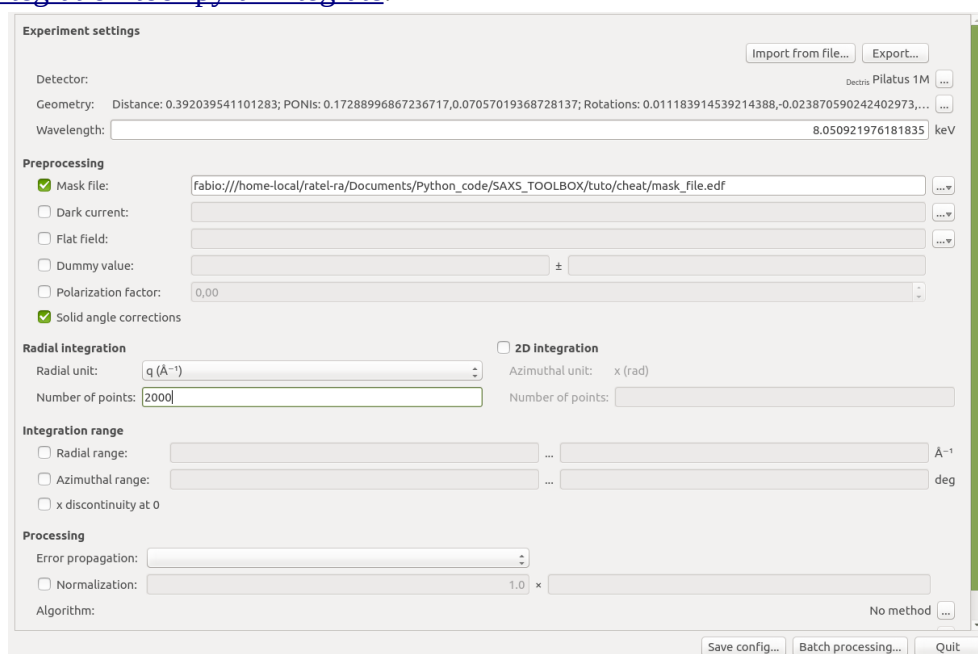 Experiment settings
Import from file... Export...
Detector: Dectris Pilatus 1M ...
Geometry: Distance: 0.392039541101283; PONIs: 0.17288996867236717,0.07057019368728137; Rotations: 0.011183914539214388,-0.023870590242402973,... ...
Wavelength: 8.050921976181835 keV
Preprocessing
Mask file: fabio:///home-local/ratel-ra/Documents/Python_code/SAXS_TOOLBOX/tuto/cheat/mask_file.edf ...
Dark current: ...
Flat field: ...
Dummy value: ±
Polarization factor: 0,00
Solid angle corrections
Radial integration 2D integration
Radial unit: q (Å⁻¹) Azimuthal unit: x (rad)
Number of points: 2000 Number of points:
Integration range
Radial range: ... Å⁻¹
Azimuthal range: ... deg
x discontinuity at 0
Processing
Error propagation:
Normalization: 1.0 ×
Algorithm: No method ...
Save config... Batch processing... Quit